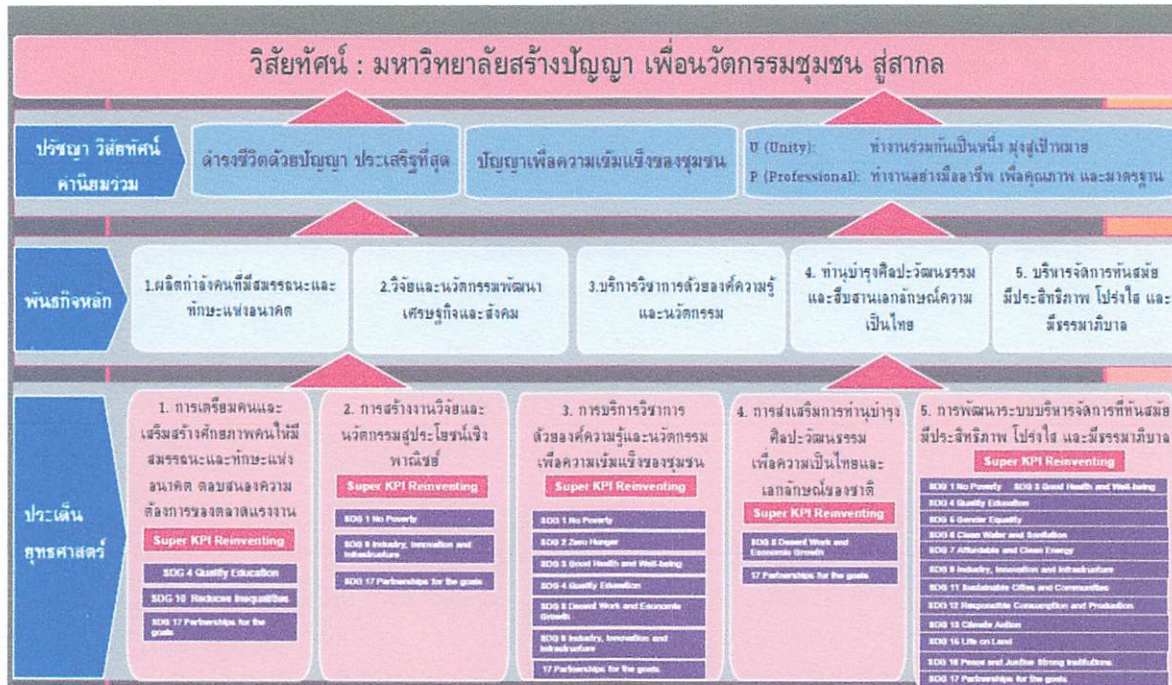 วิสัยทัศน์ : มหาวิทยาลัยสร้างปัญญา เพื่อนวัตกรรมชุมชน สู่สากล
ปรัชญา วิสัยทัศน์
ค่านิยมร่วม
ดำรงชีวิตด้วยปัญญา ประเสริฐที่สุด
ปัญญาเพื่อความเข้มแข็งของชุมชน
U (Unity): ทำงานร่วมกันเป็นหนึ่ง มุ่งสู่เป้าหมาย
P (Professional): ทำงานอย่างมืออาชีพ เพื่อคุณภาพ และมาตรฐาน
พันธกิจหลัก
1.ผลิตกำลังคนที่มีสมรรถนะและ
ทักษะแห่งอนาคต
2.วิจัยและนวัตกรรมพัฒนา
เศรษฐกิจและสังคม
3.บริการวิชาการด้วยองค์ความรู้
และนวัตกรรม
4. ทำนุบำรุงศิลปะวัฒนธรรม
และสืบสานเอกลักษณ์ความ
เป็นไทย
5. บริหารจัดการทันสมัย
มีประสิทธิภาพ โปร่งใส และ
มีธรรมาภิบาล
ประเด็น
ยุทธศาสตร์
1. การเตรียมคนและ
เสริมสร้างศักยภาพคนให้มี
สมรรถนะและทักษะแห่ง
อนาคต ตอบสนองความ
ต้องการของตลาดแรงงาน
Super KPI Reinventing
SDG 4 Quality Education
SDG 10 Reduces Inequalities
SDG 17 Partnerships for the
goals
2. การสร้างงานวิจัยและ
นวัตกรรมสู่ประโยชน์เชิง
พาณิชย์
Super KPI Reinventing
SDG 1 No Poverty
SDG 9 Industry, Innovation and
Infrastructure
SDG 17 Partnerships for the goals
3. การบริการวิชาการ
ด้วยองค์ความรู้และนวัตกรรม
เพื่อความเข้มแข็งของชุมชน
Super KPI Reinventing
SDG 1 No Poverty
SDG 2 Zero Hunger
SDG 3 Good Health and Well-being
SDG 4 Quality Education
SDG 8 Decent Work and Economic
Growth
SDG 9 Industry, Innovation and
Infrastructure
17 Partnerships for the goals
4. การส่งเสริมการทำนุบำรุง
ศิลปะวัฒนธรรม
เพื่อความเป็นไทยและ
เอกลักษณ์ของชาติ
Super KPI Reinventing
SDG 8 Decent Work and
Economic Growth
17 Partnerships for the goals
5. การพัฒนาระบบบริหารจัดการที่ทันสมัย
มีประสิทธิภาพ โปร่งใส และมีธรรมาภิบาล
Super KPI Reinventing
SDG 1 No Poverty SDG 3 Good Health and Well-being
SDG 4 Quality Education
SDG 5 Gender Equality
SDG 6 Clean Water and Sanitation
SDG 7 Affordable and Clean Energy
SDG 9 Industry, Innovation and Infrastructure
SDG 11 Sustainable Cities and Communities
SDG 12 Responsible Consumption and Production
SDG 13 Climate Action
SDG 15 Life on Land
SDG 16 Peace and Justice Strong Institutions
SDG 17 Partnerships for the goals